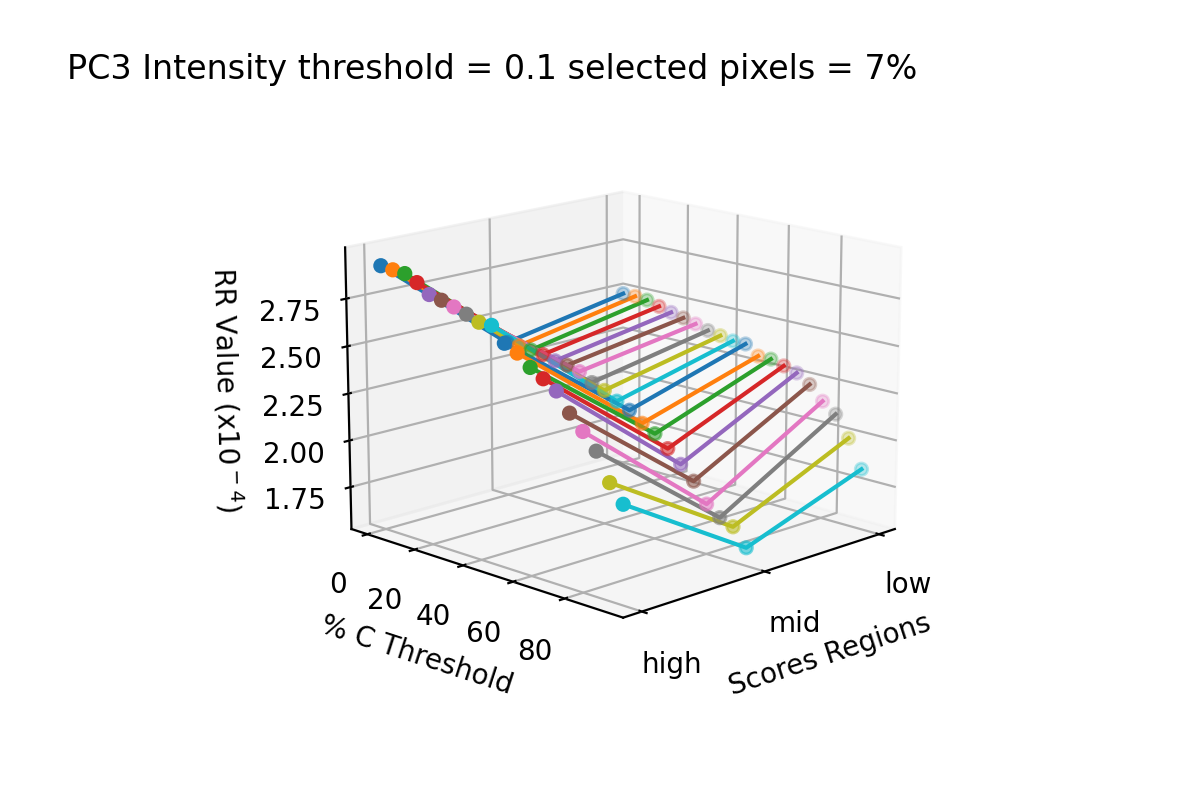 PC3 Intensity threshold = 0.1 selected pixels = 7%
RR Value (x10⁻⁴)
2.75
2.50
2.25
2.00
1.75
0
20
40
60
80
% C Threshold
high
mid
low
Scores Regions